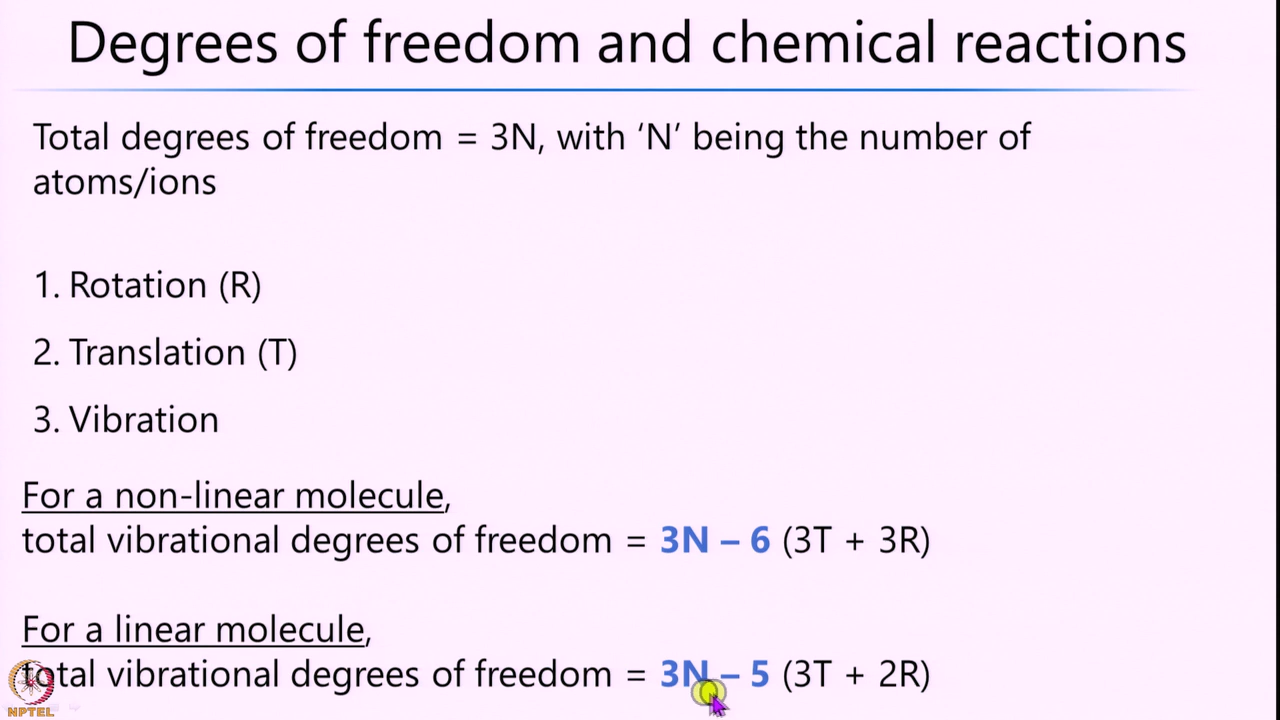 Degrees of freedom and chemical reactions
Total degrees of freedom = 3N, with ‘N’ being the number of
atoms/ions
1. Rotation (R)
2. Translation (T)
3. Vibration
For a non-linear molecule,
total vibrational degrees of freedom = 3N – 6 (3T + 3R)
For a linear molecule,
total vibrational degrees of freedom = 3N – 5 (3T + 2R)
NPTEL